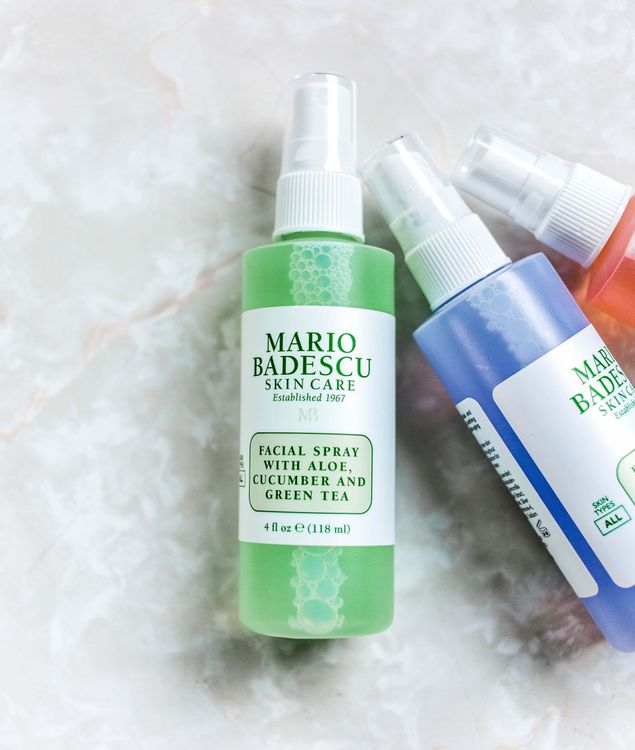 MARIO
BADESCU
SKIN CARE
Established 1967
MB
FACIAL SPRAY
WITH ALOE,
CUCUMBER AND
GREEN TEA
4 fl oz ℮ (118 ml)
MARIO
SKIN
TYPES
ALL